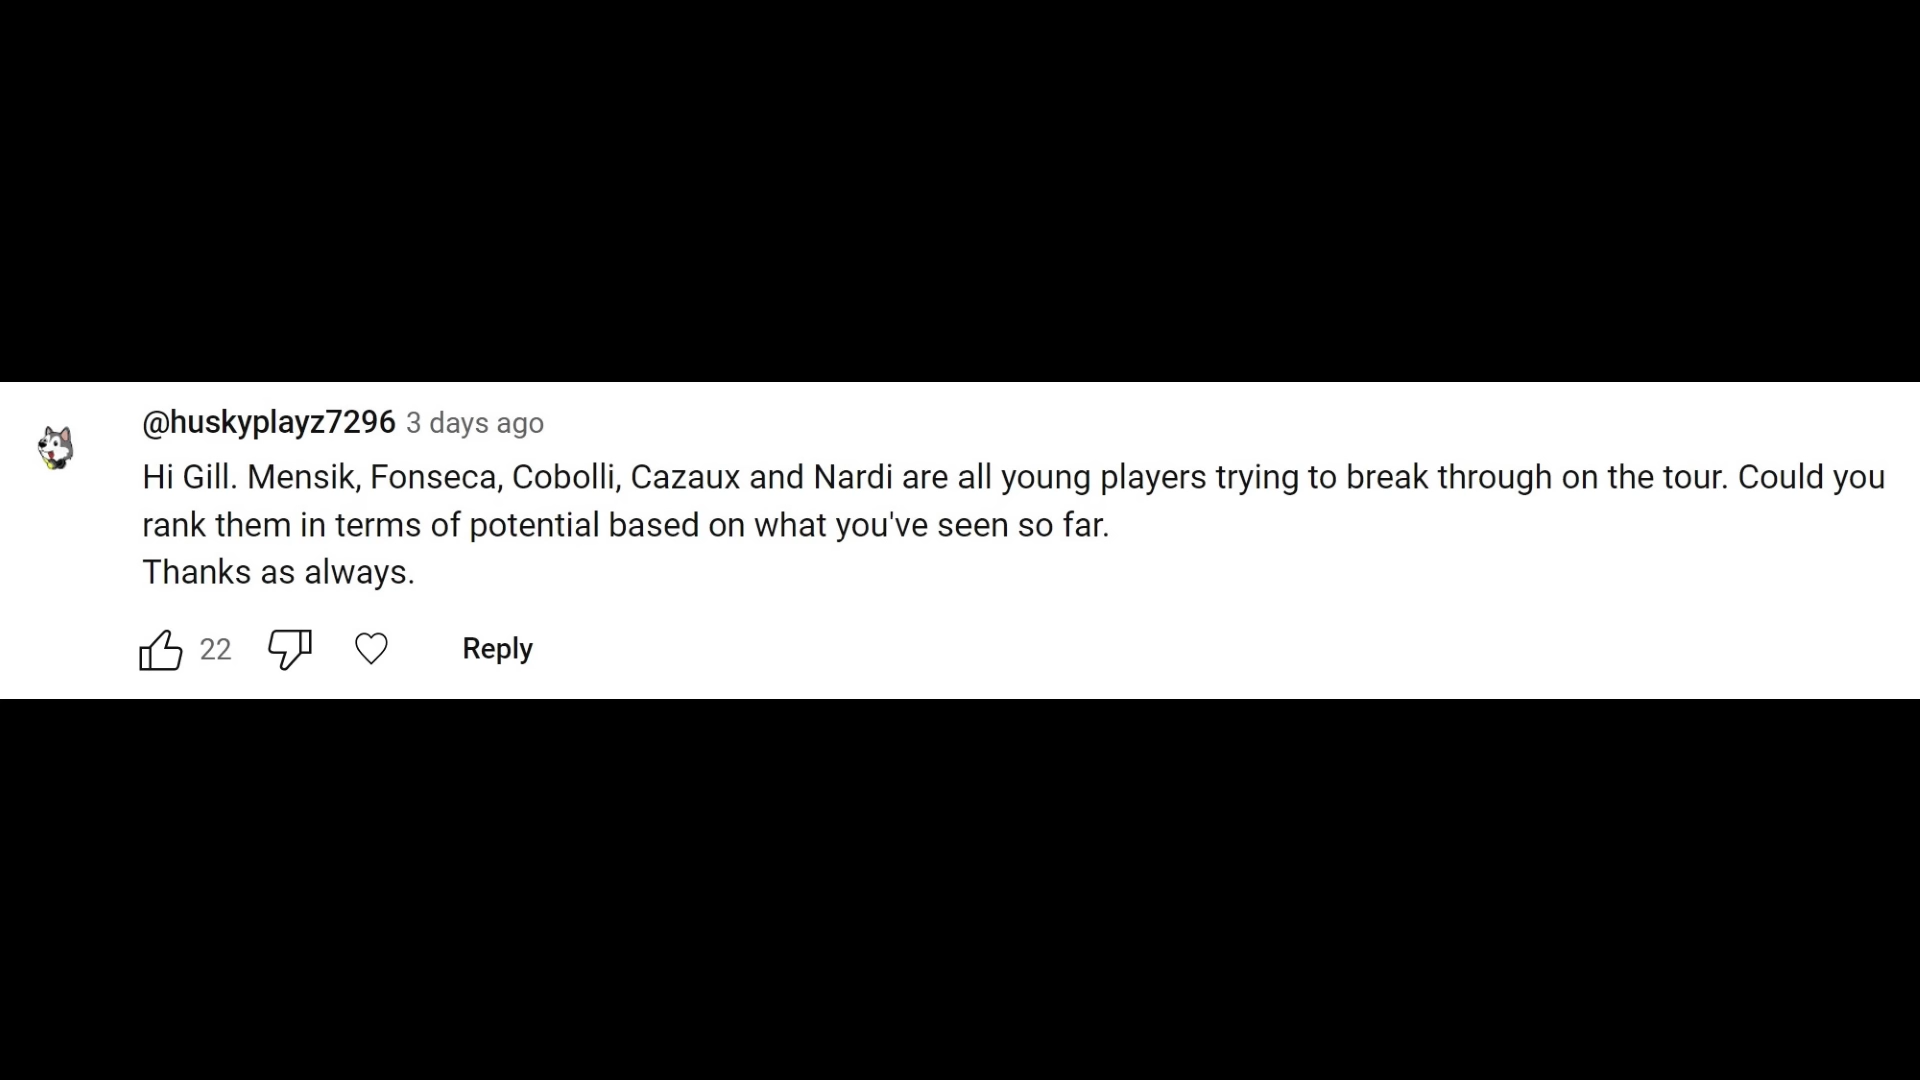 @huskyplayz7296 3 days ago
Hi Gill. Mensik, Fonseca, Cobolli, Cazaux and Nardi are all young players trying to break through on the tour. Could you
rank them in terms of potential based on what you've seen so far.
Thanks as always.
22 Reply